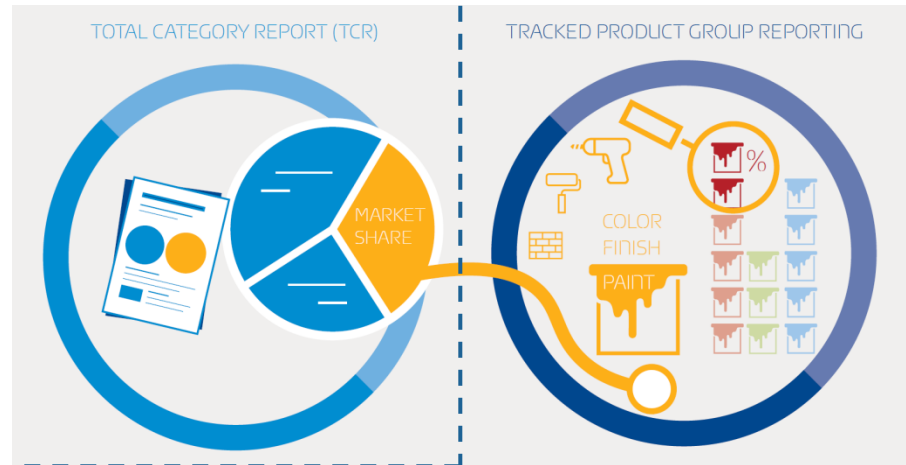 TOTAL CATEGORY REPORT (TCR)
MARKET
SHARE
TRACKED PRODUCT GROUP REPORTING
%
COLOR
FINISH
PAINT